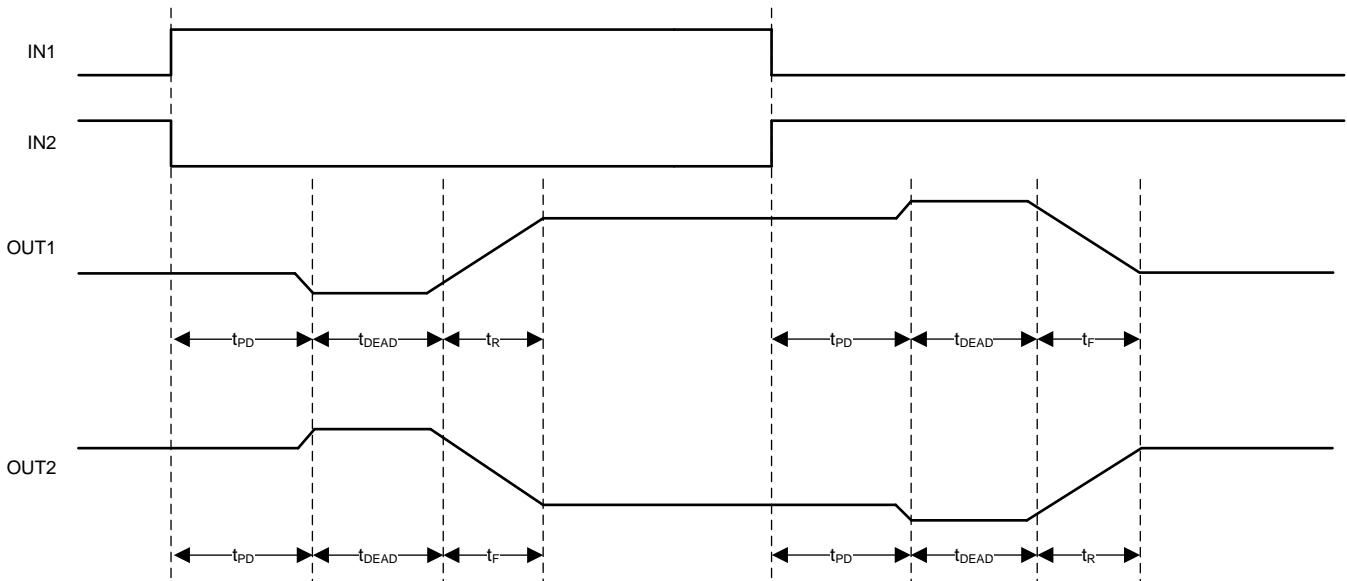 IN1
IN2
OUT1
tPD tDEAD tR tPD tDEAD tF
OUT2
tPD tDEAD tF tPD tDEAD tR